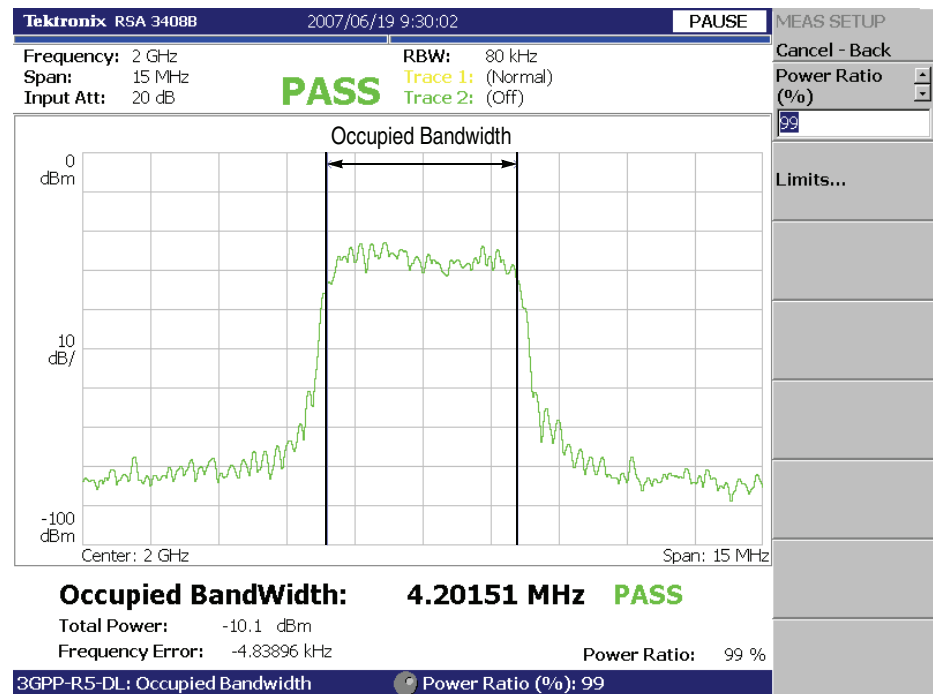 Tektronix RSA 3408B 2007/06/19 9:30:02 PAUSE MEAS SETUP
Cancel - Back
Frequency: 2 GHz RBW: 80 kHz
Span: 15 MHz PASS Trace 1: (Normal)
Input Att: 20 dB Trace 2: (Off)
Power Ratio
(%)
99
Limits...
Occupied Bandwidth
0
dBm
10
dB/
-100
dBm
Center: 2 GHz Span: 15 MHz
Occupied BandWidth: 4.20151 MHz PASS
Total Power: -10.1 dBm
Frequency Error: -4.83896 kHz Power Ratio: 99 %
3GPP-R5-DL: Occupied Bandwidth Power Ratio (%): 99